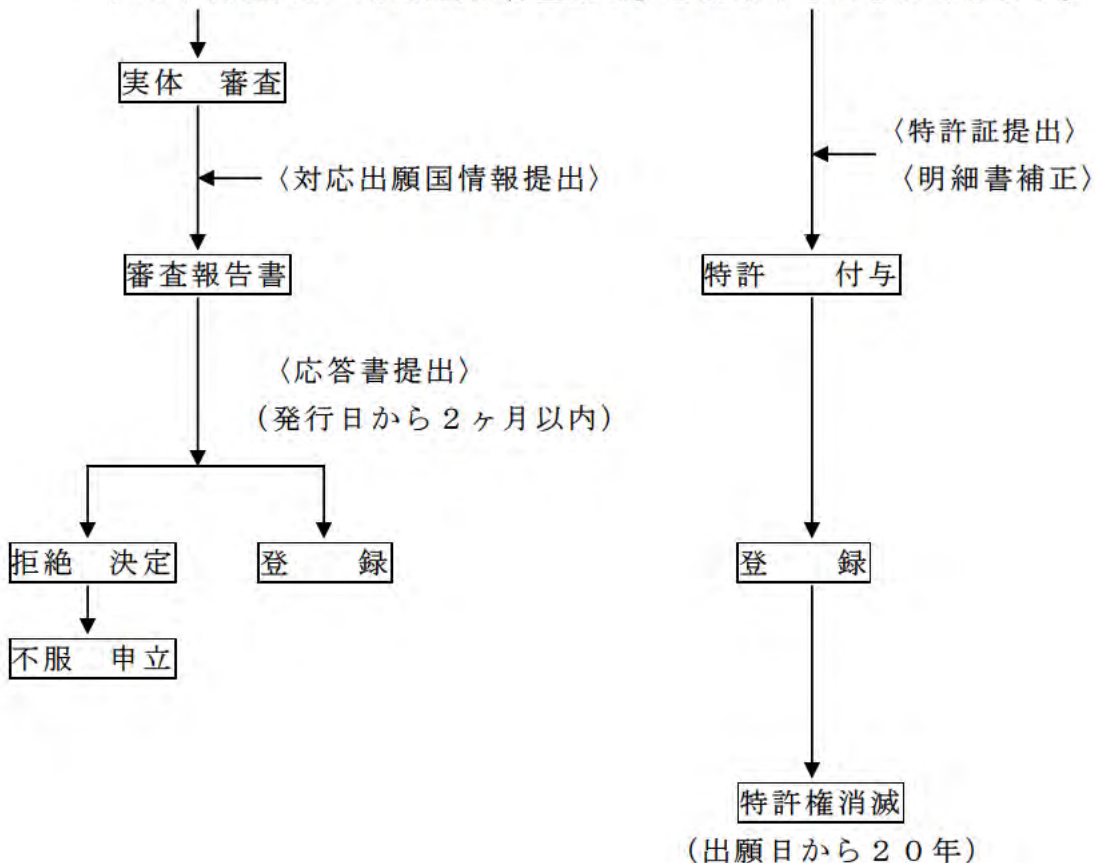 実体　審査
〈対応出願国情報提出〉
審査報告書
〈応答書提出〉
（発行日から２ヶ月以内）
拒絶　決定
登　　録
不服　申立
〈特許証提出〉
〈明細書補正〉
特許　　付与
登　　録
特許権消滅
（出願日から２０年）